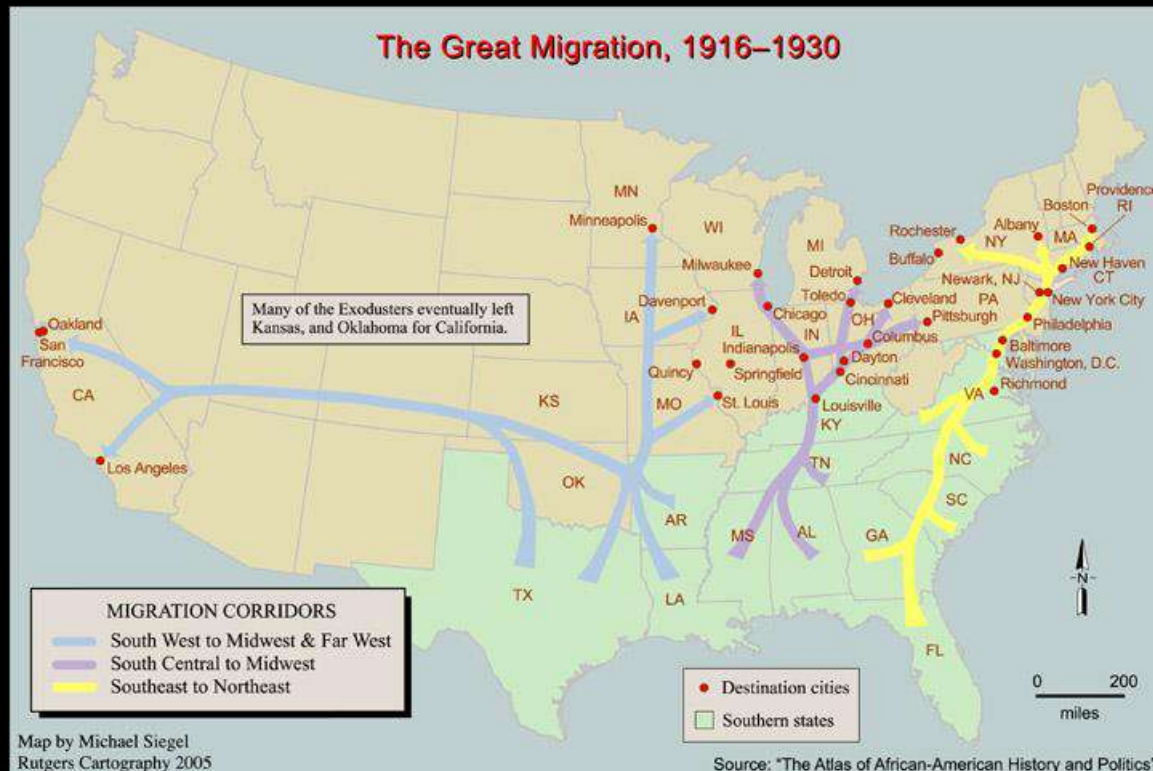 The Great Migration, 1916–1930
MN
Minneapolis
WI
MI
Milwaukee
Detroit
Toledo
Davenport
IA
Chicago
IL
IN
OH
Indianapolis
Cleveland
Pittsburgh
Columbus
Dayton
Cincinnati
Quincy
Springfield
MO
St. Louis
Louisville
KY
Rochester
Buffalo
Albany
NY
Boston
Providence
RI
MA
New Haven
CT
Newark, NJ
New York City
PA
Philadelphia
Baltimore
Washington, D.C.
Richmond
VA
Many of the Exodusters eventually left
Kansas, and Oklahoma for California.
Oakland
San
Francisco
CA
Los Angeles
KS
OK
TX
AR
LA
TN
MS
AL
NC
SC
GA
FL
MIGRATION CORRIDORS
South West to Midwest & Far West
South Central to Midwest
Southeast to Northeast
Destination cities
Southern states
N
0 200
miles
Map by Michael Siegel
Rutgers Cartography 2005
Source: "The Atlas of African-American History and Politics"